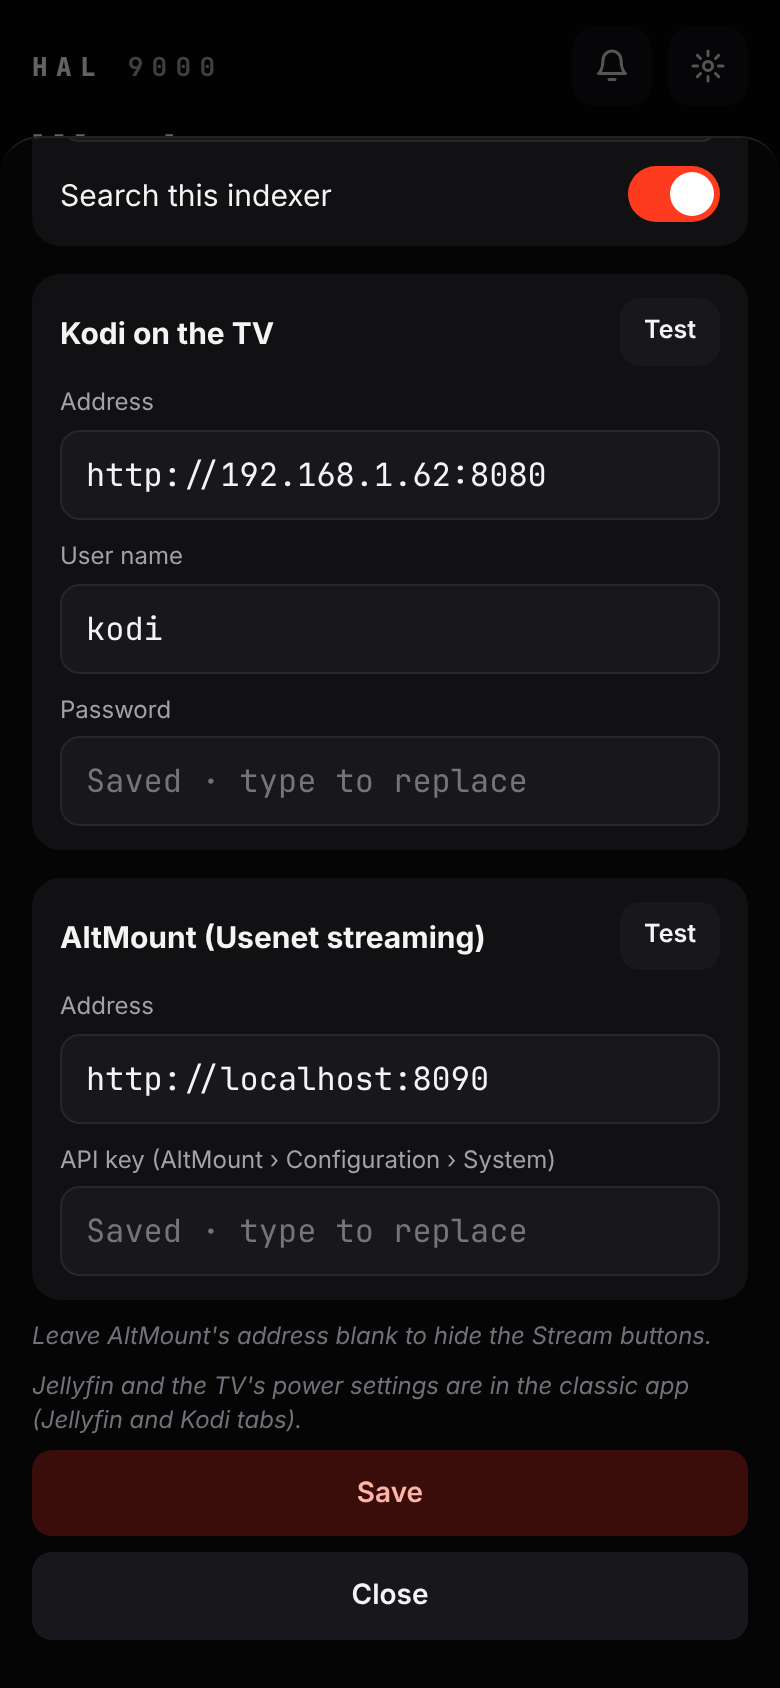 HAL 9000
Search this indexer
Kodi on the TV
Test
Address
http://192.168.1.62:8080
User name
kodi
Password
Saved · type to replace
AltMount (Usenet streaming)
Test
Address
http://localhost:8090
API key (AltMount › Configuration › System)
Saved · type to replace
Leave AltMount's address blank to hide the Stream buttons.
Jellyfin and the TV's power settings are in the classic app
(Jellyfin and Kodi tabs).
Save
Close